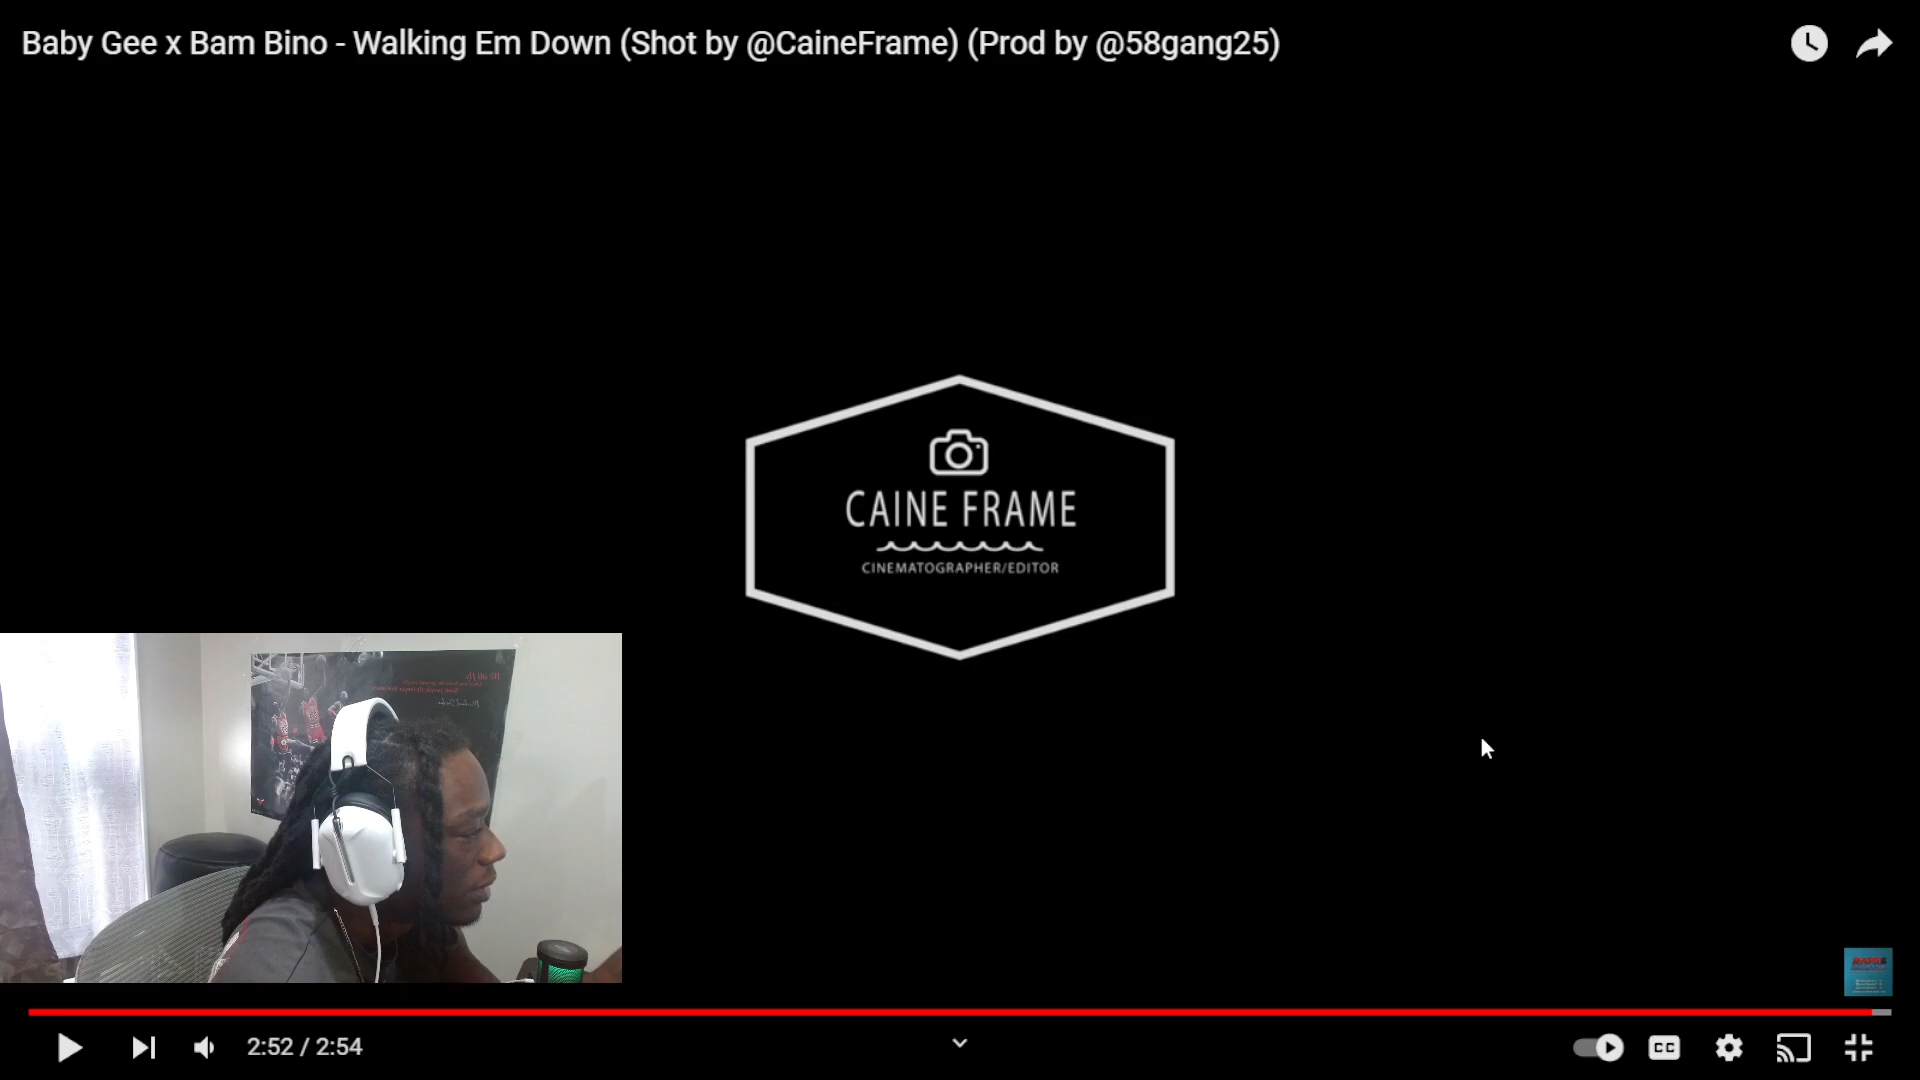 Baby Gee x Bam Bino - Walking Em Down (Shot by @CaineFrame) (Prod by @58gang25)
CAINE FRAME
CINEMATOGRAPHER/EDITOR
2:52 / 2:54
CC